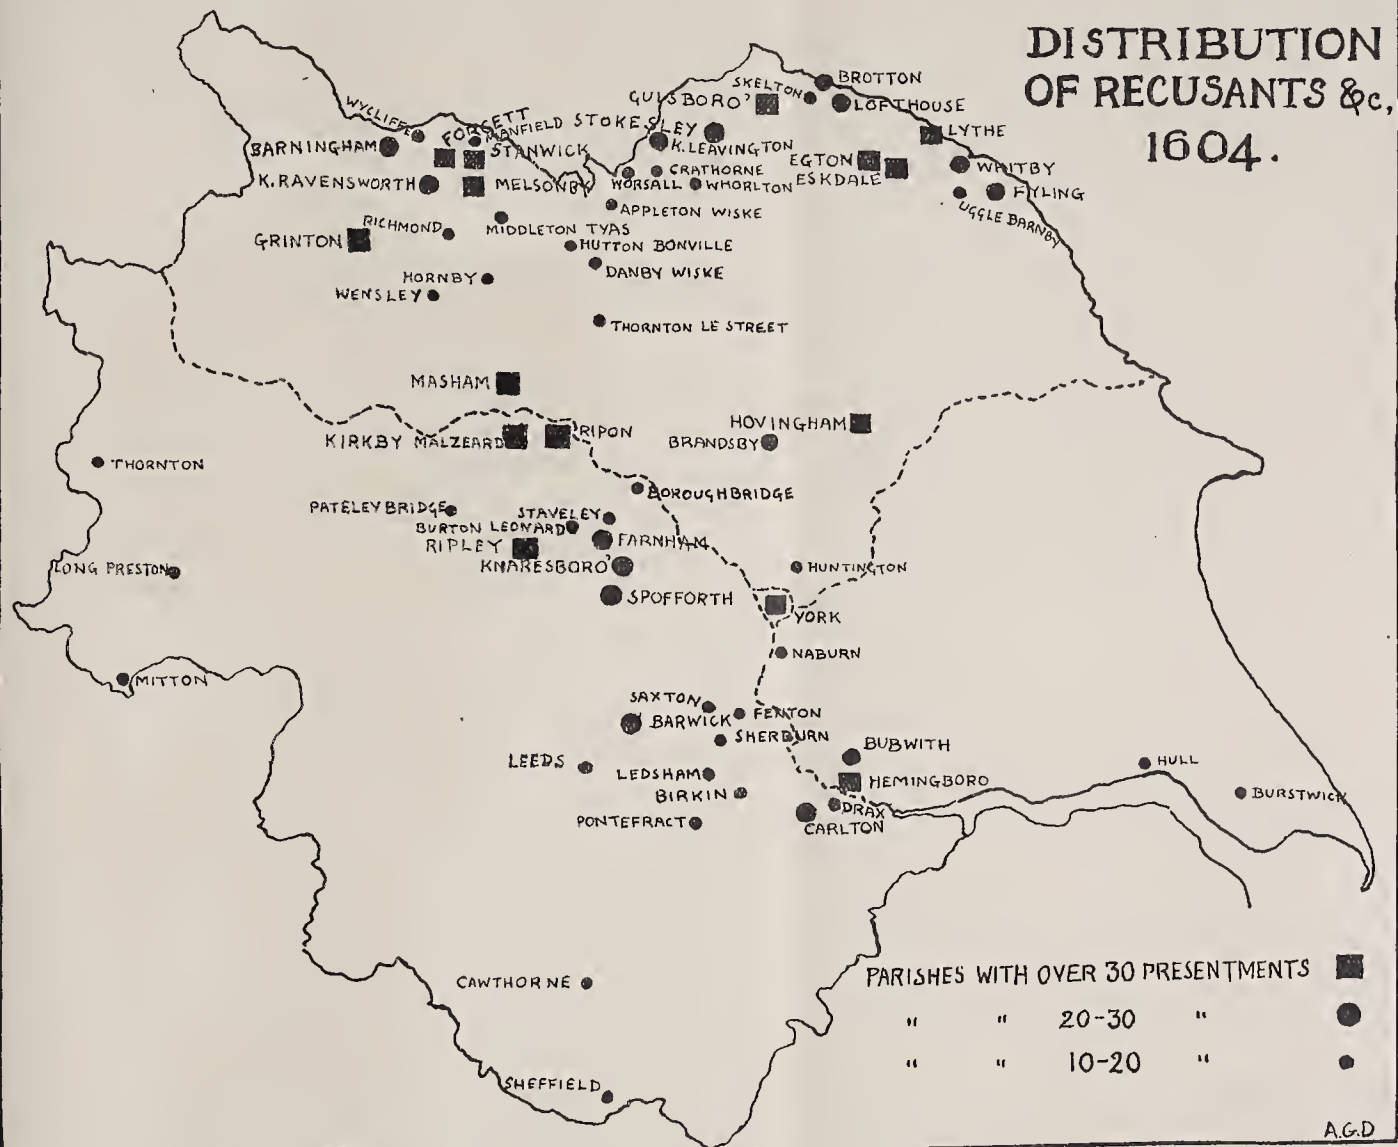 DISTRIBUTION
OF RECUSANTS &c,
1604.
BROTTON
SKELTON
GUISBORO'
LOFTHOUSE
WYCLIFFE
FORSETT
MANFIELD
STOKESLEY
LYTHE
BARNINGHAM
STANWICK
K. LEAVINGTON
EGTON
WHITBY
CRATHORNE
K. RAVENSWORTH
MELSONBY
WORSALL
WHORLTON
ESKDALE
FYLING
APPLETON WISKE
UGGLE BARNBY
RICHMOND
MIDDLETON TYAS
GRINTON
HUTTON BONVILLE
DANBY WISKE
HORNBY
WENSLEY
THORNTON LE STREET
MASHAM
HOVINGHAM
KIRKBY MALZEARD
RIPON
BRANDSBY
THORNTON
BOROUGHBRIDGE
PATELEY BRIDGE
STAVELEY
BURTON LEONARD
RIPLEY
FARNHAM
LONG PRESTON
KNARESBORO'
HUNTINGTON
SPOFFORTH
YORK
NABURN
MITTON
SAXTON
FENTON
BARWICK
SHERBURN
BUBWITH
LEEDS
LEDSHAM
HULL
BIRKIN
HEMINGBORO
BURSTWICK
DRAX
PONTEFRACT
CARLTON
PARISHES WITH OVER 30 PRESENTMENTS
" " 20-30 "
" " 10-20 "
CAWTHORNE
SHEFFIELD
A.G.D